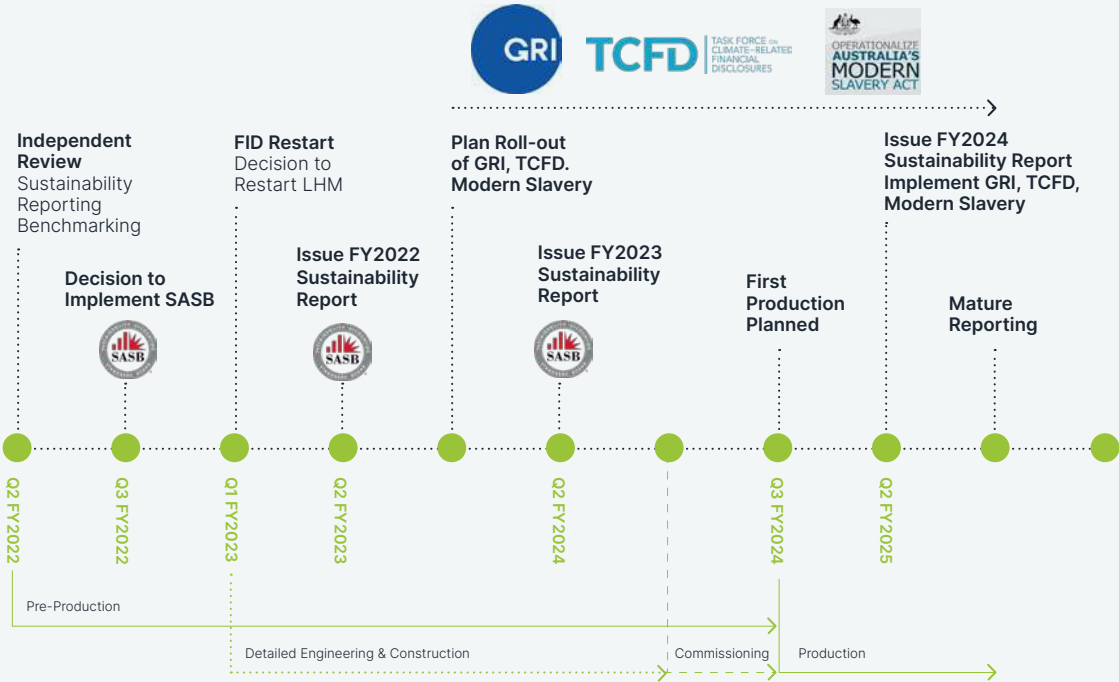 GRI
TCFD
TASK FORCE ON
CLIMATE-RELATED
FINANCIAL
DISCLOSURES
OPERATIONALIZE
AUSTRALIA'S
MODERN
SLAVERY ACT
Independent
Review
Sustainability
Reporting
Benchmarking
Decision to
Implement SASB
SASB
FID Restart
Decision to
Restart LHM
Issue FY2022
Sustainability
Report
SASB
Plan Roll-out
of GRI, TCFD.
Modern Slavery
Issue FY2023
Sustainability
Report
SASB
First
Production
Planned
Issue FY2024
Sustainability Report
Implement GRI, TCFD,
Modern Slavery
Mature
Reporting
Q2 FY2022
Q3 FY2022
Q1 FY2023
Q2 FY2023
Q2 FY2024
Q3 FY2024
Q2 FY2025
Pre-Production
Detailed Engineering & Construction
Commissioning
Production